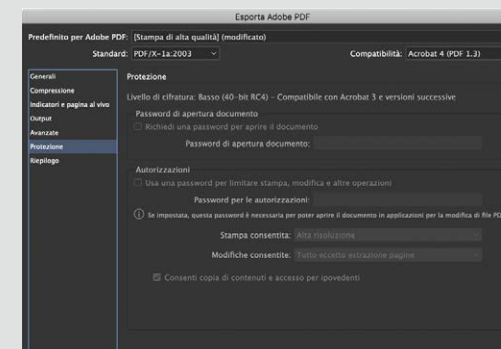 Esporta Adobe PDF
Predefinito per Adobe PDF: [Stampa di alta qualità] (modificato)
Standard: PDF/X-1a:2003 Compatibilità: Acrobat 4 (PDF 1.3)
Generali
Compressione
Indicatori e pagina al vivo
Output
Avanzate
Protezione
Riepilogo
Protezione
Livello di cifratura: Basso (40-bit RC4) – Compatibile con Acrobat 3 e versioni successive
Password di apertura documento
Richiedi una password per aprire il documento
Password di apertura documento:
Autorizzazioni
Usa una password per limitare stampa, modifica e altre operazioni
Password per le autorizzazioni:
Se impostata, questa password è necessaria per poter aprire il documento in applicazioni per la modifica di file PD
Stampa consentita: Alta risoluzione
Modifiche consentite: Tutto eccetto estrazione pagine
Consenti copia di contenuti e accesso per ipovedenti